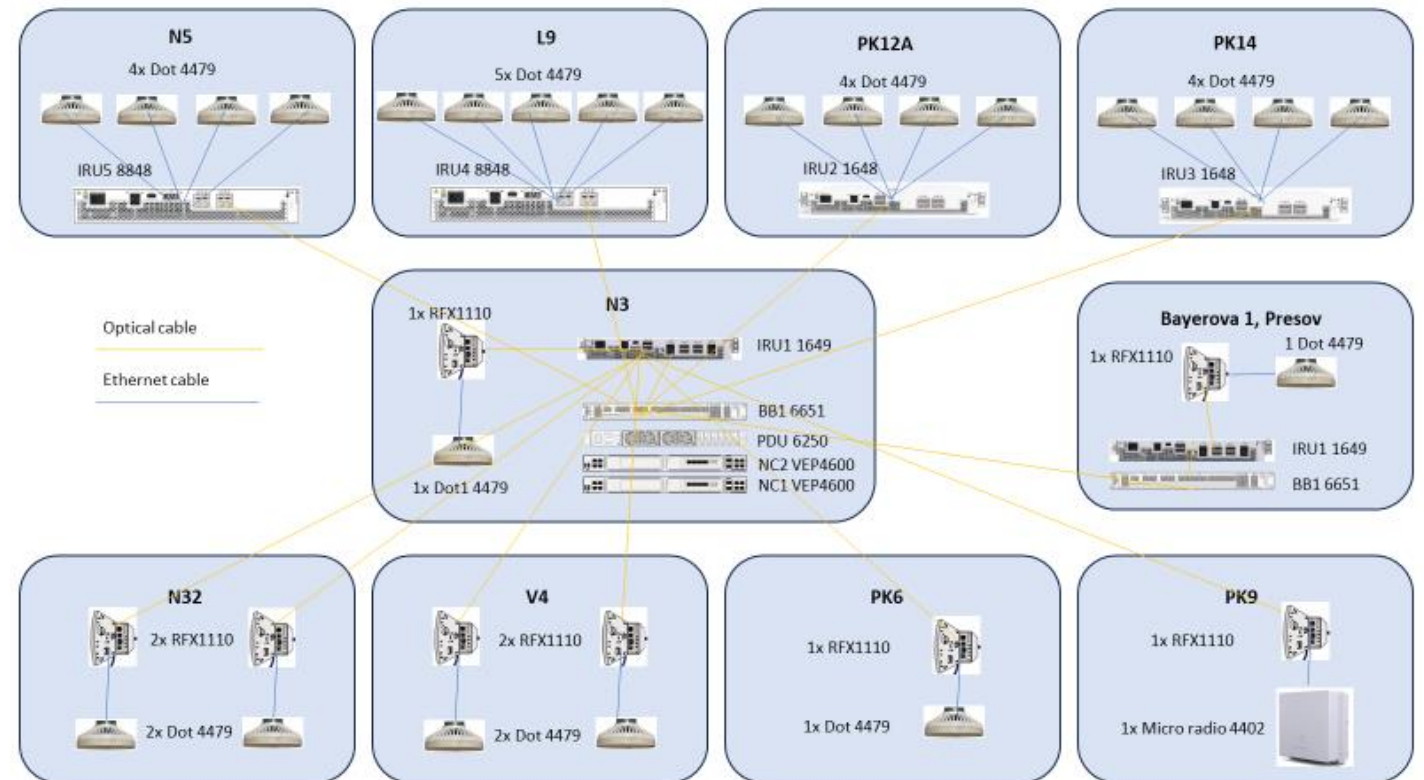 N5
4x Dot 4479
IRU5 8848
L9
5x Dot 4479
IRU4 8848
PK12A
4x Dot 4479
IRU2 1648
PK14
4x Dot 4479
IRU3 1648
Optical cable
Ethernet cable
N3
1x RFX1110
IRU1 1649
BB1 6651
PDU 6250
NC2 VEP4600
NC1 VEP4600
1x Dot1 4479
Bayerova 1, Presov
1 Dot 4479
1x RFX1110
IRU1 1649
BB1 6651
N32
2x RFX1110
2x Dot 4479
V4
2x RFX1110
2x Dot 4479
PK6
1x RFX1110
1x Dot 4479
PK9
1x RFX1110
1x Micro radio 4402